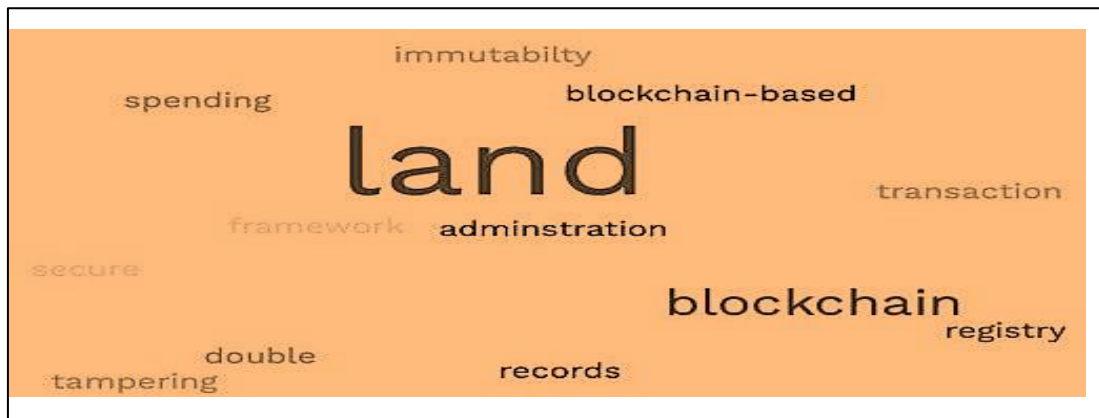 immutabilty
blockchain-based
spending
land
transaction
framework adminstration
secure
blockchain
registry
double
records
tampering